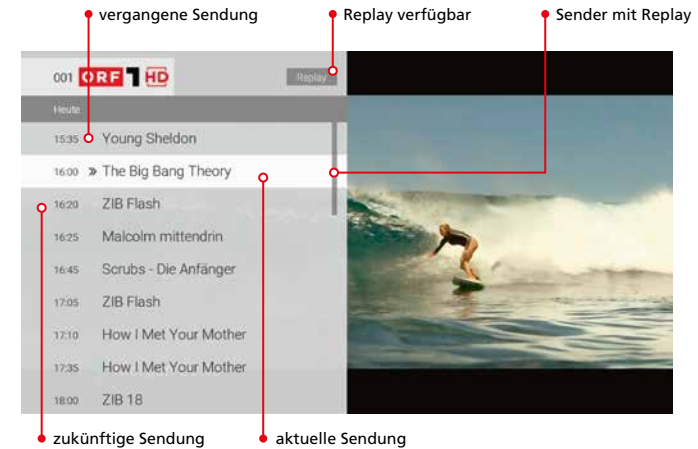 vergangene Sendung
Replay verfügbar
Sender mit Replay
001 ORF 1 HD
Replay
Heute
15:35 Young Sheldon
16:00 » The Big Bang Theory
16:20 ZIB Flash
16:25 Malcolm mittendrin
16:45 Scrubs - Die Anfänger
17:05 ZIB Flash
17:10 How I Met Your Mother
17:35 How I Met Your Mother
18:00 ZIB 18
zukünftige Sendung
aktuelle Sendung